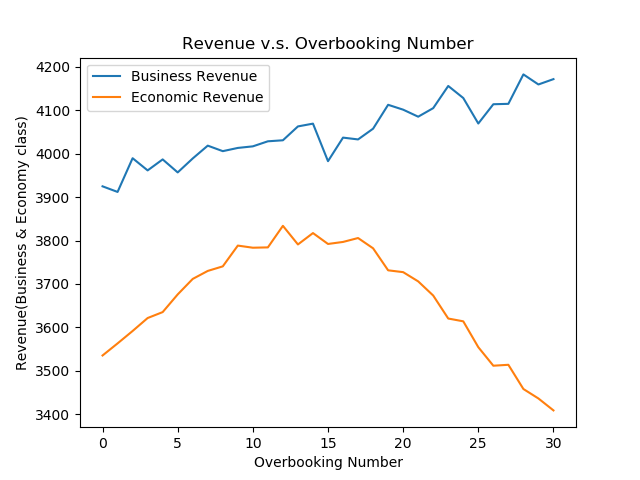 Revenue v.s. Overbooking Number
Business Revenue
Economic Revenue
Revenue(Business & Economy class)
4200
4100
4000
3900
3800
3700
3600
3500
3400
0 5 10 15 20 25 30
Overbooking Number